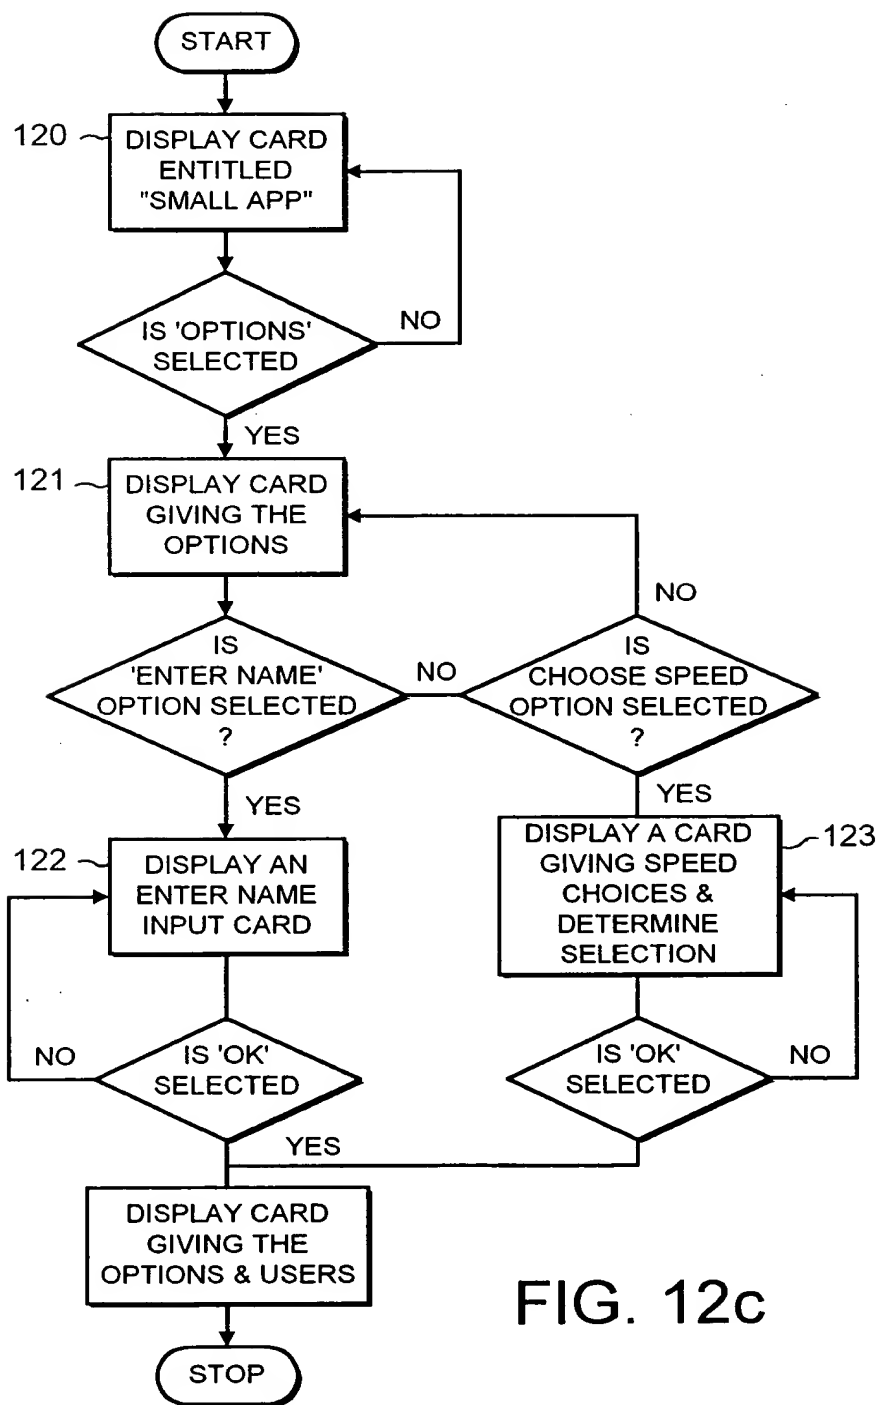 START
120
DISPLAY CARD
ENTITLED
"SMALL APP"
IS 'OPTIONS'
SELECTED
NO
YES
121
DISPLAY CARD
GIVING THE
OPTIONS
NO
IS
'ENTER NAME'
OPTION SELECTED
?
NO
IS
CHOOSE SPEED
OPTION SELECTED
?
YES
YES
122
DISPLAY AN
ENTER NAME
INPUT CARD
DISPLAY A CARD
GIVING SPEED
CHOICES &
DETERMINE
SELECTION
123
NO
IS 'OK'
SELECTED
IS 'OK'
SELECTED
NO
YES
DISPLAY CARD
GIVING THE
OPTIONS & USERS
STOP
FIG. 12c